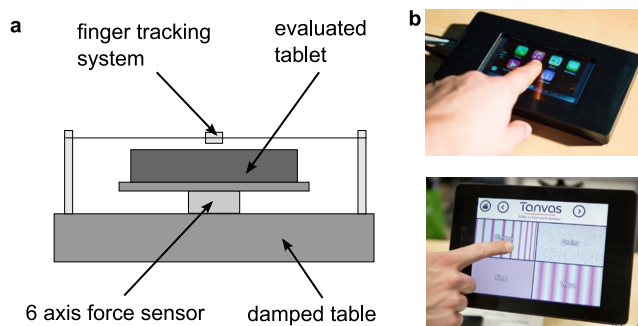 a
finger tracking
system
evaluated
tablet
6 axis force sensor
damped table
b
Tanvas